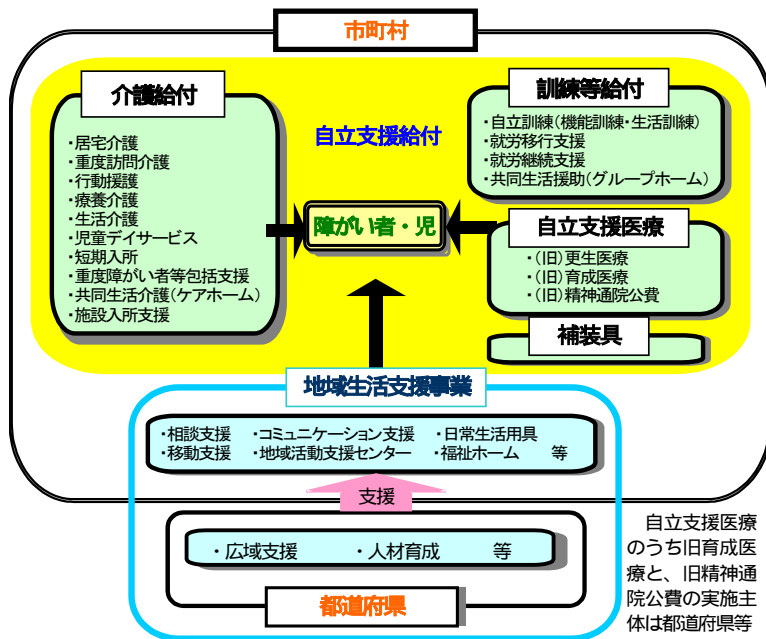 市町村
介護給付
・居宅介護
・重度訪問介護
・行動援護
・療養介護
・生活介護
・児童デイサービス
・短期入所
・重度障がい者等包括支援
・共同生活介護(ケアホーム)
・施設入所支援
自立支援給付
障がい者・児
訓練等給付
・自立訓練(機能訓練・生活訓練)
・就労移行支援
・就労継続支援
・共同生活援助(グループホーム)
自立支援医療
・(旧)更生医療
・(旧)育成医療
・(旧)精神通院公費
補装具
地域生活支援事業
・相談支援 ・コミュニケーション支援 ・日常生活用具
・移動支援 ・地域活動支援センター ・福祉ホーム 等
支援
・広域支援 ・人材育成 等
都道府県
自立支援医療
のうち旧育成医
療と、旧精神通
院公費の実施主
体は都道府県等